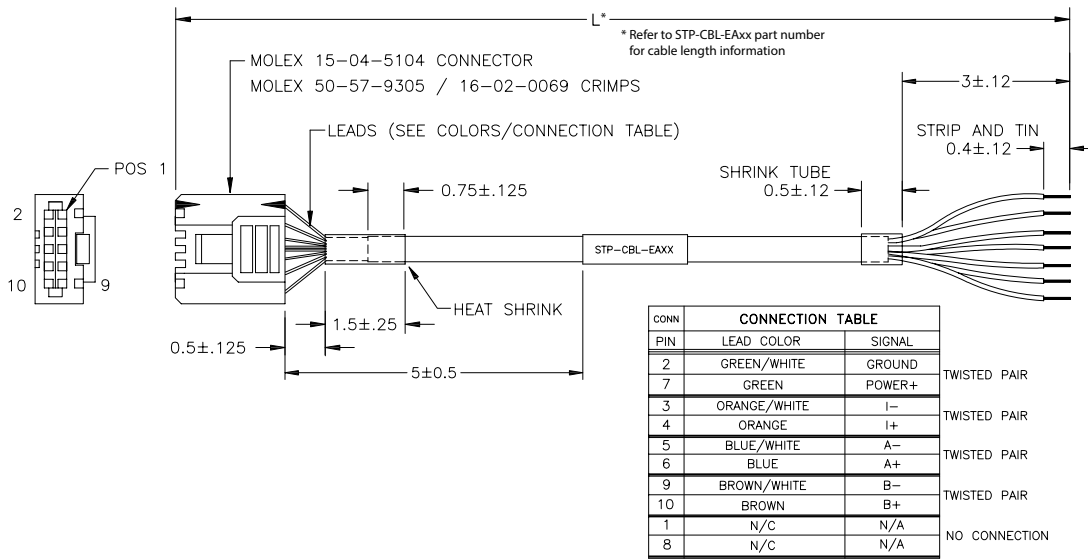 L*
* Refer to STP-CBL-EAxx part number
for cable length information
MOLEX 15-04-5104 CONNECTOR
MOLEX 50-57-9305 / 16-02-0069 CRIMPS
3±.12
LEADS (SEE COLORS/CONNECTION TABLE)
STRIP AND TIN
0.4±.12
POS 1
0.75±.125
SHRINK TUBE
0.5±.12
2
10
9
STP-CBL-EAXX
HEAT SHRINK
1.5±.25
0.5±.125
5±0.5
CONN CONNECTION TABLE
PIN LEAD COLOR SIGNAL
2 GREEN/WHITE GROUND
7 GREEN POWER+
TWISTED PAIR
3 ORANGE/WHITE I-
4 ORANGE I+
TWISTED PAIR
5 BLUE/WHITE A-
6 BLUE A+
TWISTED PAIR
9 BROWN/WHITE B-
10 BROWN B+
TWISTED PAIR
1 N/C N/A
8 N/C N/A
NO CONNECTION